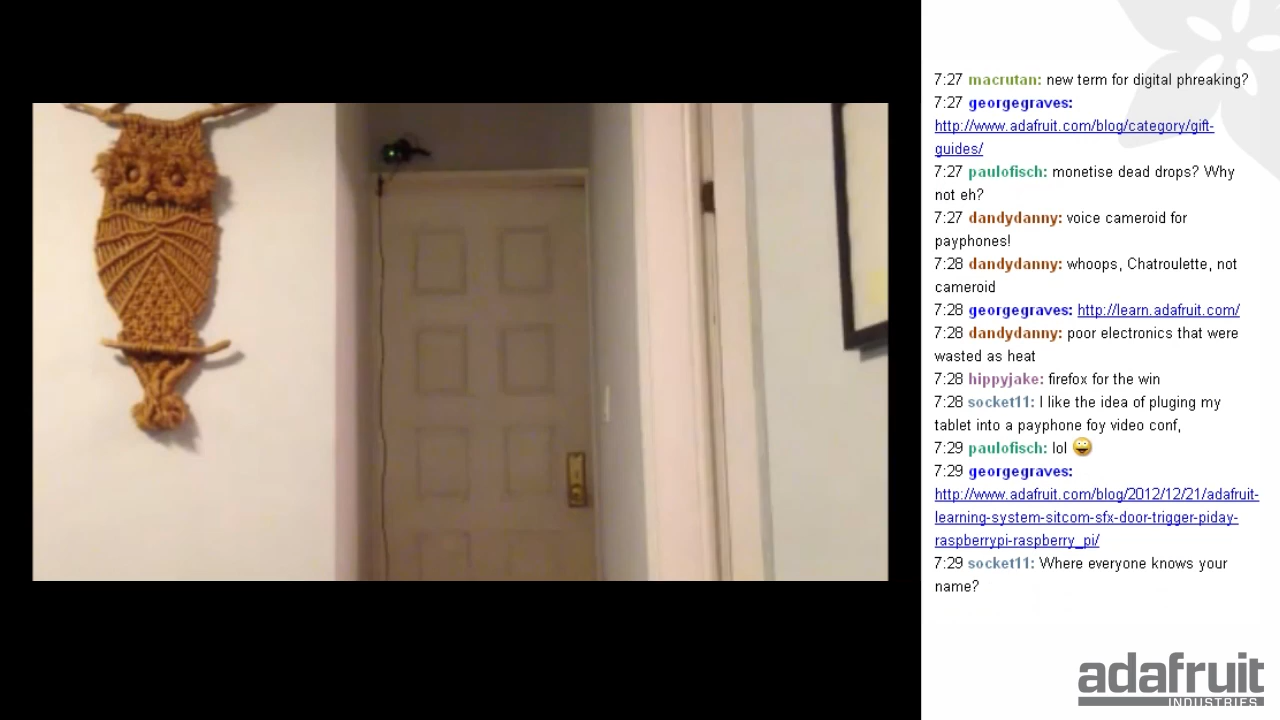 7:27 macrutan: new term for digital phreaking?
7:27 georgegraves:
http://www.adafruit.com/blog/category/gift-
guides/
7:27 paulofisch: monetise dead drops? Why
not eh?
7:27 dandydanny: voice cameroid for
payphones!
7:28 dandydanny: whoops, Chatroulette, not
cameroid
7:28 georgegraves: http://learn.adafruit.com/
7:28 dandydanny: poor electronics that were
wasted as heat
7:28 hippyjake: firefox for the win
7:28 socket11: I like the idea of pluging my
tablet into a payphone foy video conf,
7:29 paulofisch: lol
7:29 georgegraves:
http://www.adafruit.com/blog/2012/12/21/adafruit-
learning-system-sitcom-sfx-door-trigger-piday-
raspberrypi-raspberry_pi/
7:29 socket11: Where everyone knows your
name?
adafruit
INDUSTRIES